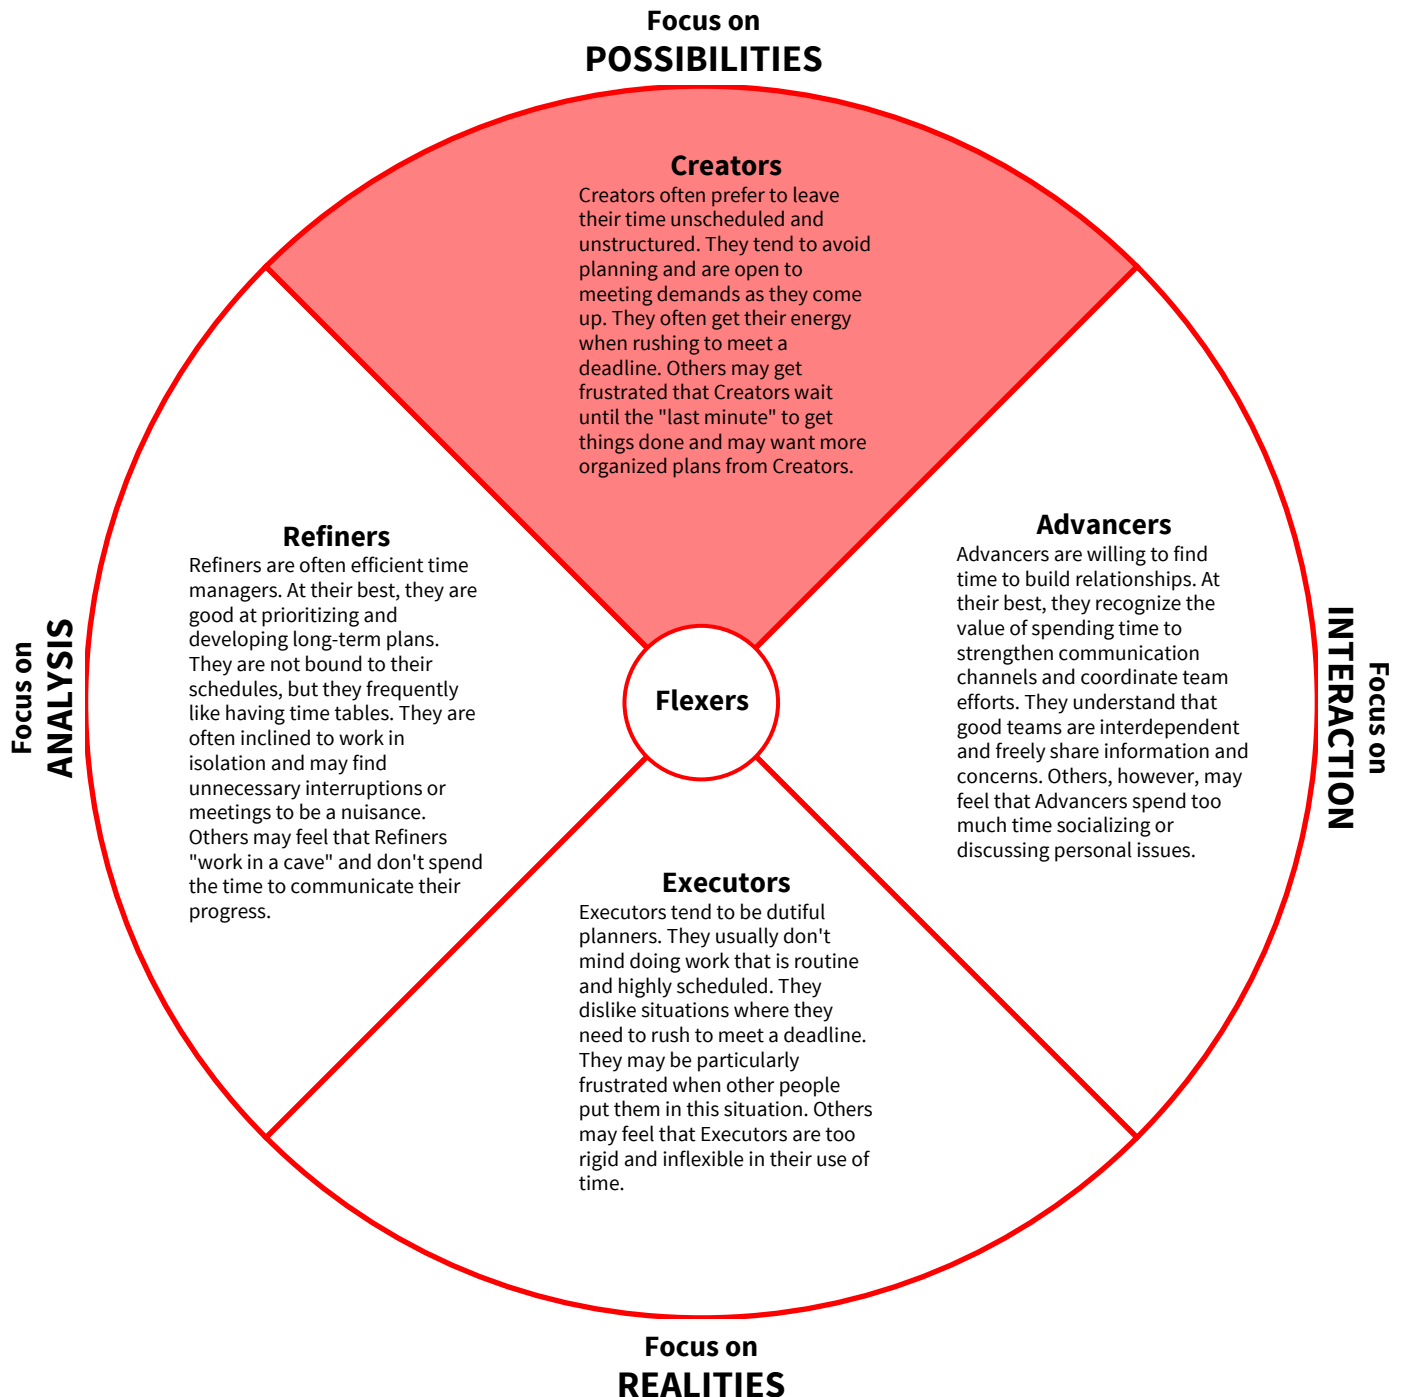 Focus on
POSSIBILITIES
Creators
Creators often prefer to leave
their time unscheduled and
unstructured. They tend to avoid
planning and are open to
meeting demands as they come
up. They often get their energy
when rushing to meet a
deadline. Others may get
frustrated that Creators wait
until the "last minute" to get
things done and may want more
organized plans from Creators.
Focus on
ANALYSIS
Refiners
Refiners are often efficient time
managers. At their best, they are
good at prioritizing and
developing long-term plans.
They are not bound to their
schedules, but they frequently
like having time tables. They are
often inclined to work in
isolation and may find
unnecessary interruptions or
meetings to be a nuisance.
Others may feel that Refiners
"work in a cave" and don't spend
the time to communicate their
progress.
Flexers
Advancers
Advancers are willing to find
time to build relationships. At
their best, they recognize the
value of spending time to
strengthen communication
channels and coordinate team
efforts. They understand that
good teams are interdependent
and freely share information and
concerns. Others, however, may
feel that Advancers spend too
much time socializing or
discussing personal issues.
Focus on
INTERACTION
Executors
Executors tend to be dutiful
planners. They usually don't
mind doing work that is routine
and highly scheduled. They
dislike situations where they
need to rush to meet a deadline.
They may be particularly
frustrated when other people
put them in this situation. Others
may feel that Executors are too
rigid and inflexible in their use of
time.
Focus on
REALITIES